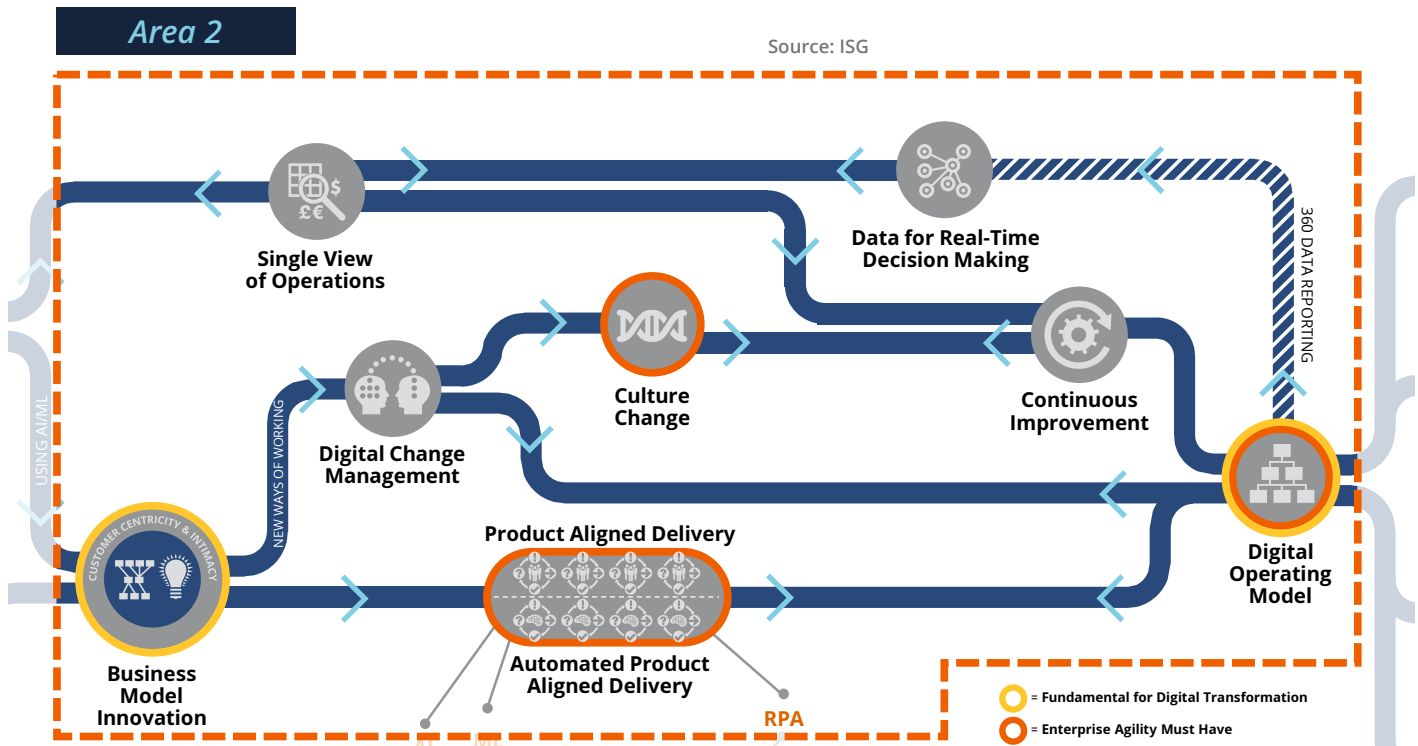 Area 2
Source: ISG
$
£€
Single View
of Operations
Data for Real-Time
Decision Making
360 DATA REPORTING
Culture
Change
Continuous
Improvement
Digital Change
Management
NEW WAYS OF WORKING
USING AI/ML
CUSTOMER CENTRICITY & INTIMACY
Business
Model
Innovation
Product Aligned Delivery
Automated Product
Aligned Delivery
Digital
Operating
Model
RPA
= Fundamental for Digital Transformation
= Enterprise Agility Must Have